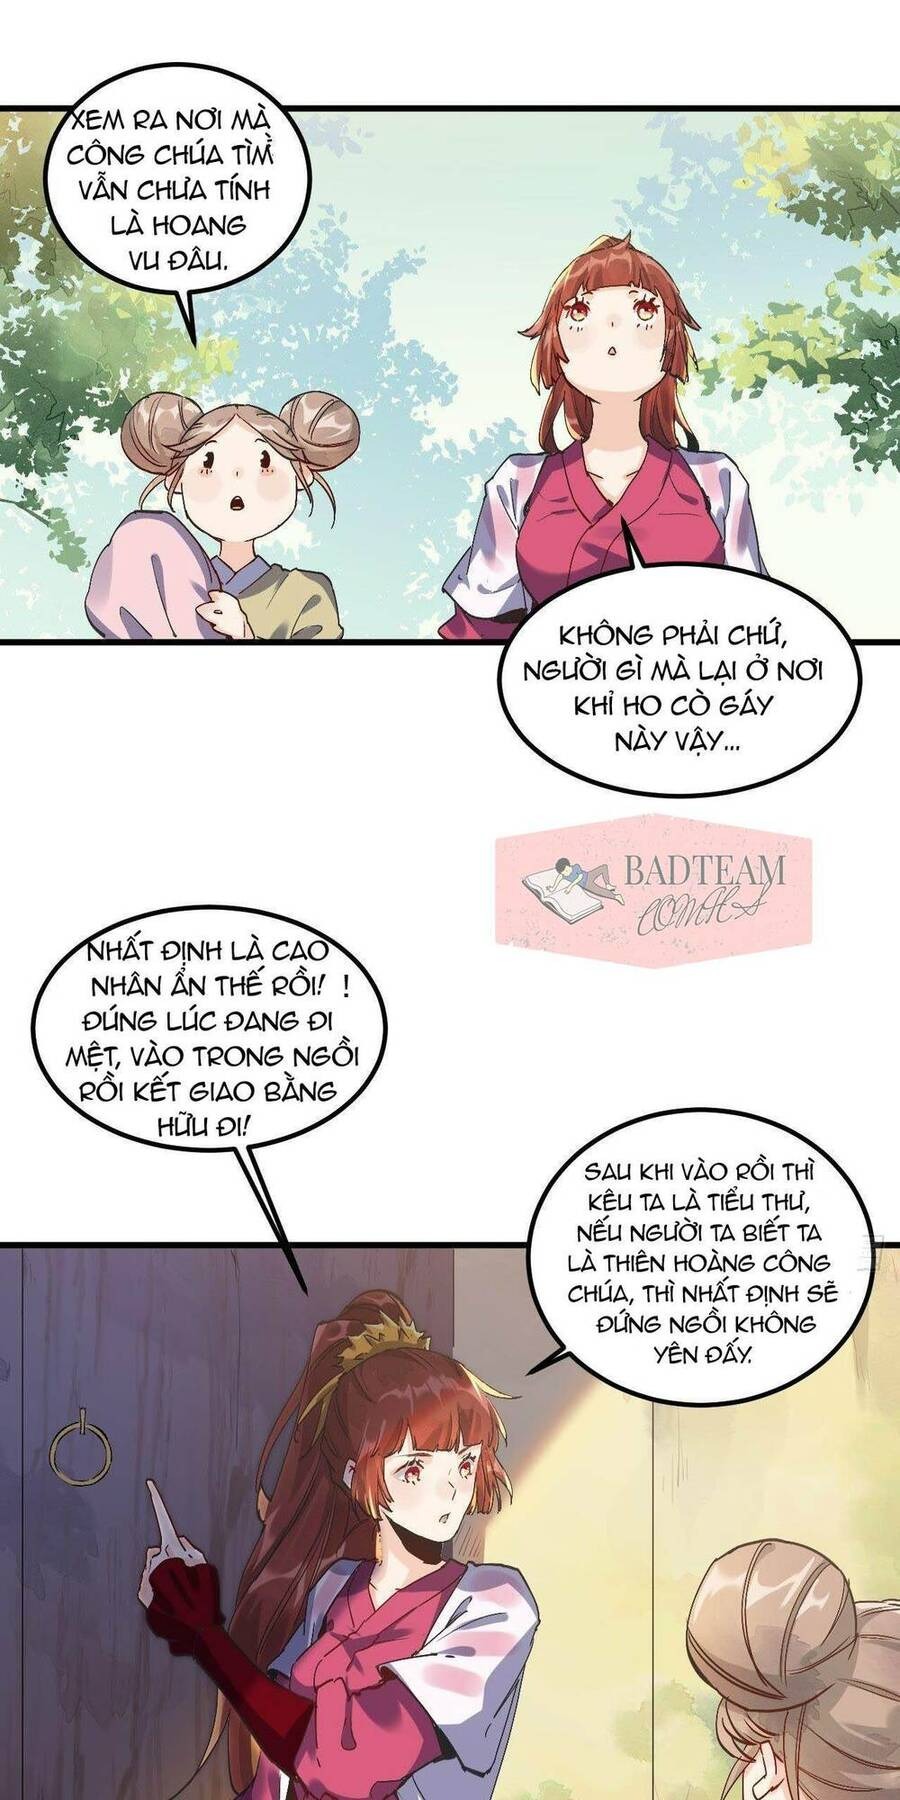 XEM RA NƠI MÀ
CÔNG CHÚA TÌM
VẪN CHƯA TÍNH
LÀ HOANG
VU ĐÂU.
KHÔNG PHẢI CHỨ,
NGƯỜI GÌ MÀ LẠI Ở NƠI
KHỈ HO CÒ GÁY
NÀY VẬY...
BADTEAM
COMICS
NHẤT ĐỊNH LÀ CAO
NHÂN ẨN THẾ RỒI! !
ĐÚNG LÚC ĐANG ĐI
MỆT, VÀO TRONG NGỒI
RỒI KẾT GIAO BẰNG
HỮU ĐI!
SAU KHI VÀO RỒI THÌ
KÊU TA LÀ TIỂU THƯ,
NẾU NGƯỜI TA BIẾT TA
LÀ THIÊN HOÀNG CÔNG
CHÚA, THÌ NHẤT ĐỊNH SẼ
ĐỨNG NGỒI KHÔNG
YÊN ĐẤY.